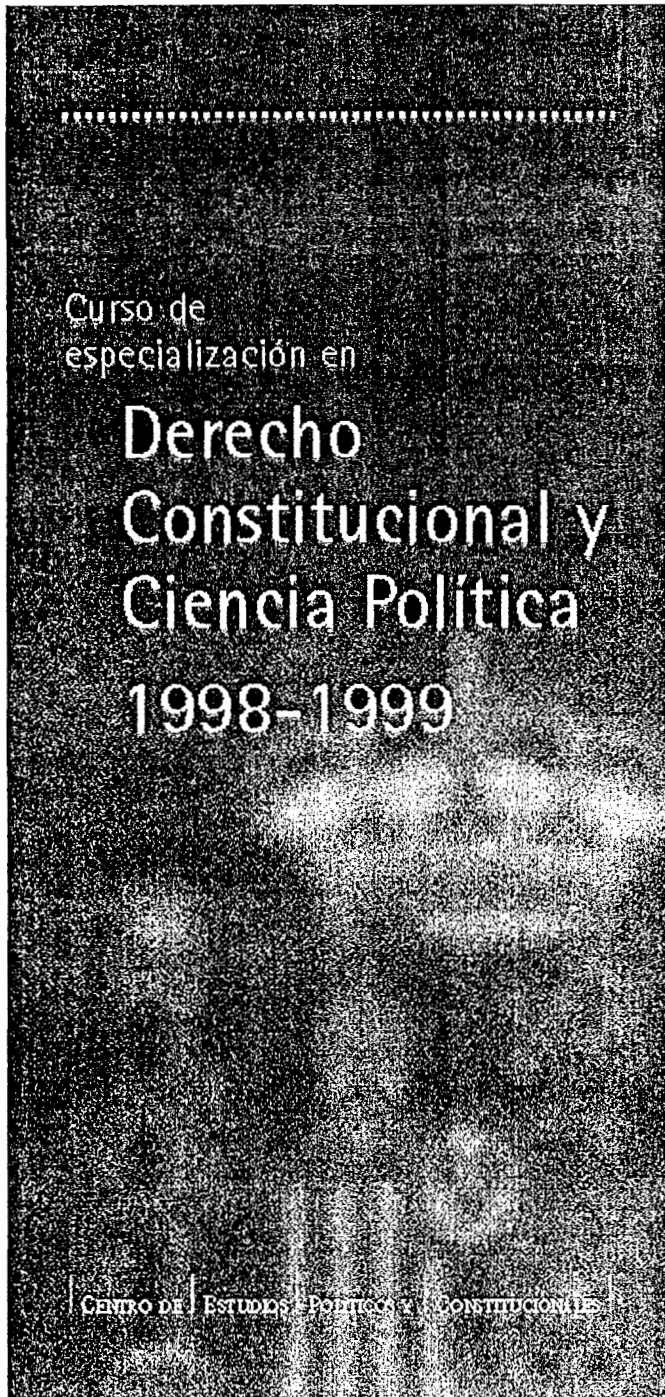 Curso de
especialización en
Derecho
Constitucional y
Ciencia Política
1998-1999
CENTRO DE ESTUDIOS POLÍTICOS Y CONSTITUCIONALES